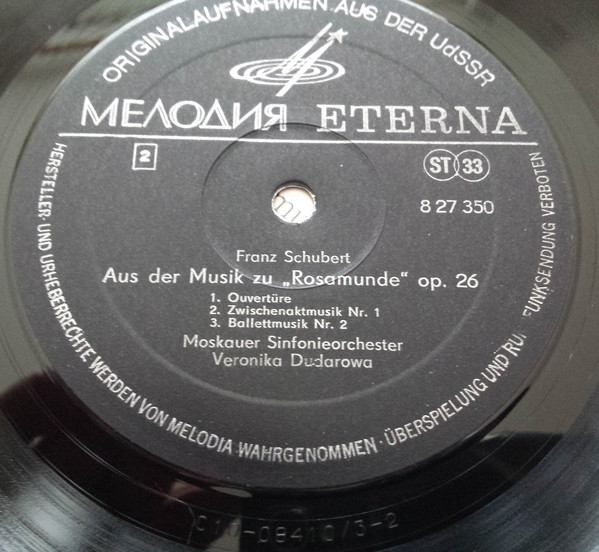 ORIGINALAUFNAHMEN AUS DER UdSSR
МЕЛОДИЯ ETERNA
2
ST 33
8 27 350
Franz Schubert
Aus der Musik zu „Rosamunde“ op. 26
1. Ouvertüre
2. Zwischenaktmusik Nr. 1
3. Ballettmusik Nr. 2
Moskauer Sinfonieorchester
Veronika Dudarowa
HERSTELLER- UND URHEBERRECHTE WERDEN VON MELODIA WAHRGENOMMEN · ÜBERSPIELUNG UND FUNKSENDUNG VERBOTEN